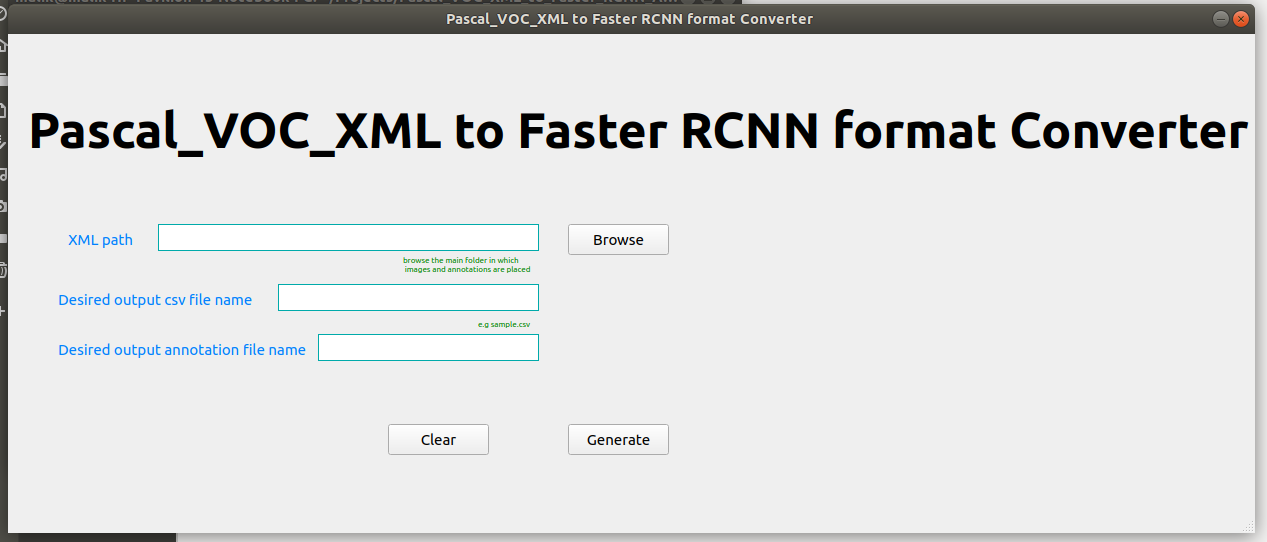 Pascal_VOC_XML to Faster RCNN format Converter
Pascal_VOC_XML to Faster RCNN format Converter
XML path
Browse
browse the main folder in which
images and annotations are placed
Desired output csv file name
e.g sample.csv
Desired output annotation file name
Clear
Generate